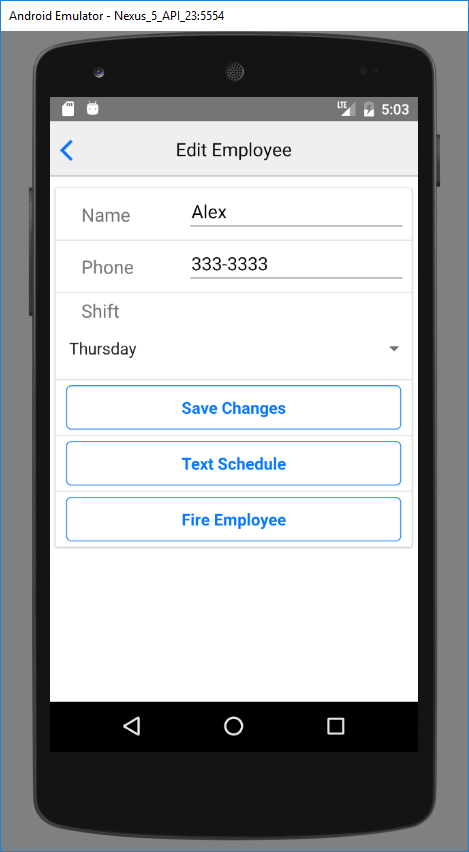 Android Emulator - Nexus_5_API_23:5554
LTE 5:03
Edit Employee
Name Alex
Phone 333-3333
Shift
Thursday
Save Changes
Text Schedule
Fire Employee